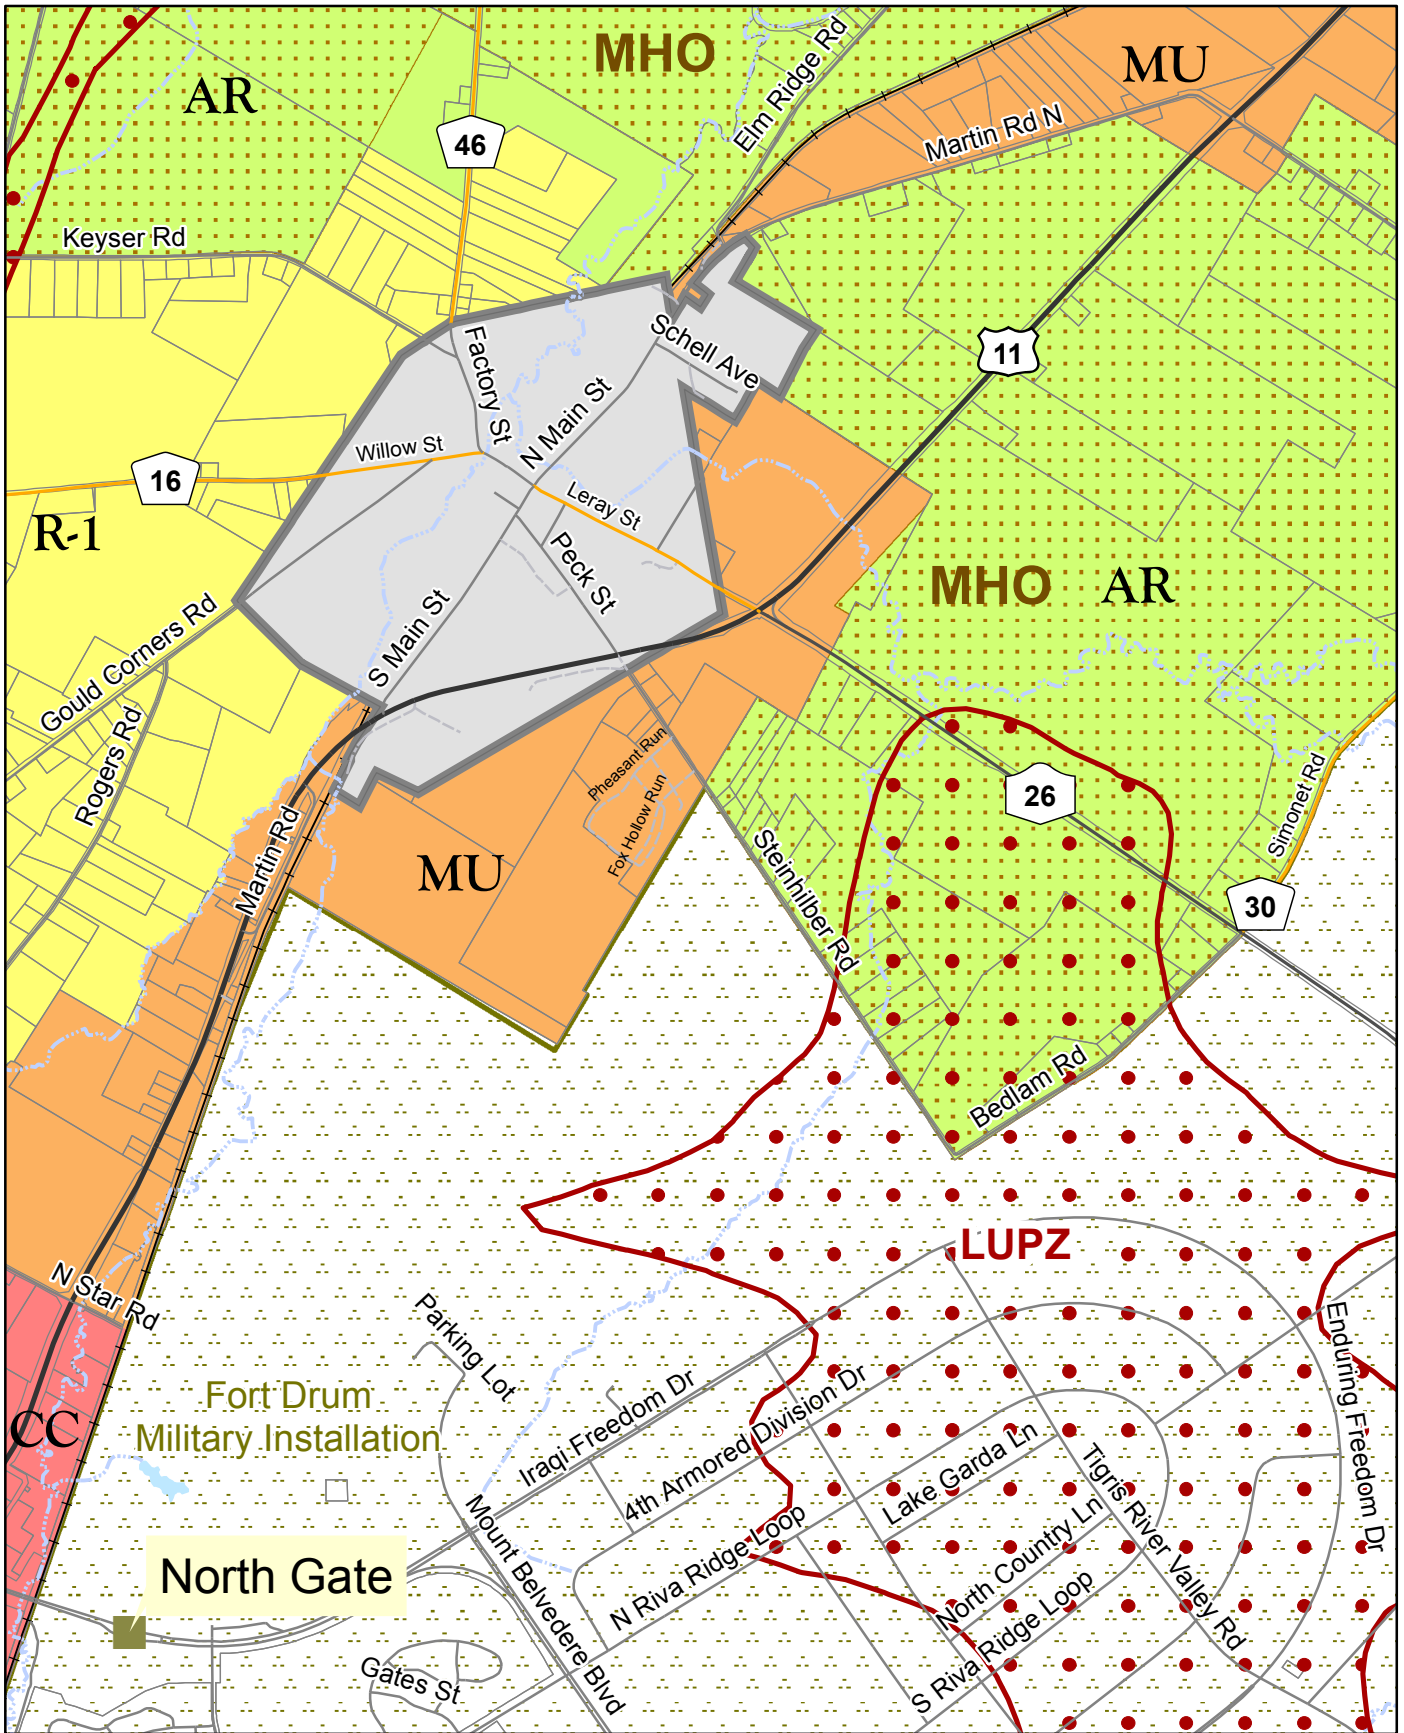 MHO
MU
AR
Elm Ridge Rd
46
Martin Rd N
Keyser Rd
Schell Ave
11
Factory St
N Main St
Willow St
16
Leray St
R-1
Peck St
MHO
AR
S Main St
Gould Corners Rd
Rogers Rd
Pheasant Run
Fox Hollow Run
26
Simonet Rd
Martin Rd
MU
Steinhilber Rd
30
Bedlam Rd
LUPZ
N Star Rd
Parking Lot
Enduring Freedom Dr
Fort Drum
Military Installation
CC
Iraqi Freedom Dr
4th Armored Division Dr
Lake Garda Ln
Tigris River Valley Rd
North Country Ln
Mount Belvedere Blvd
N Riva Ridge Loop
North Gate
S Riva Ridge Loop
Gates St